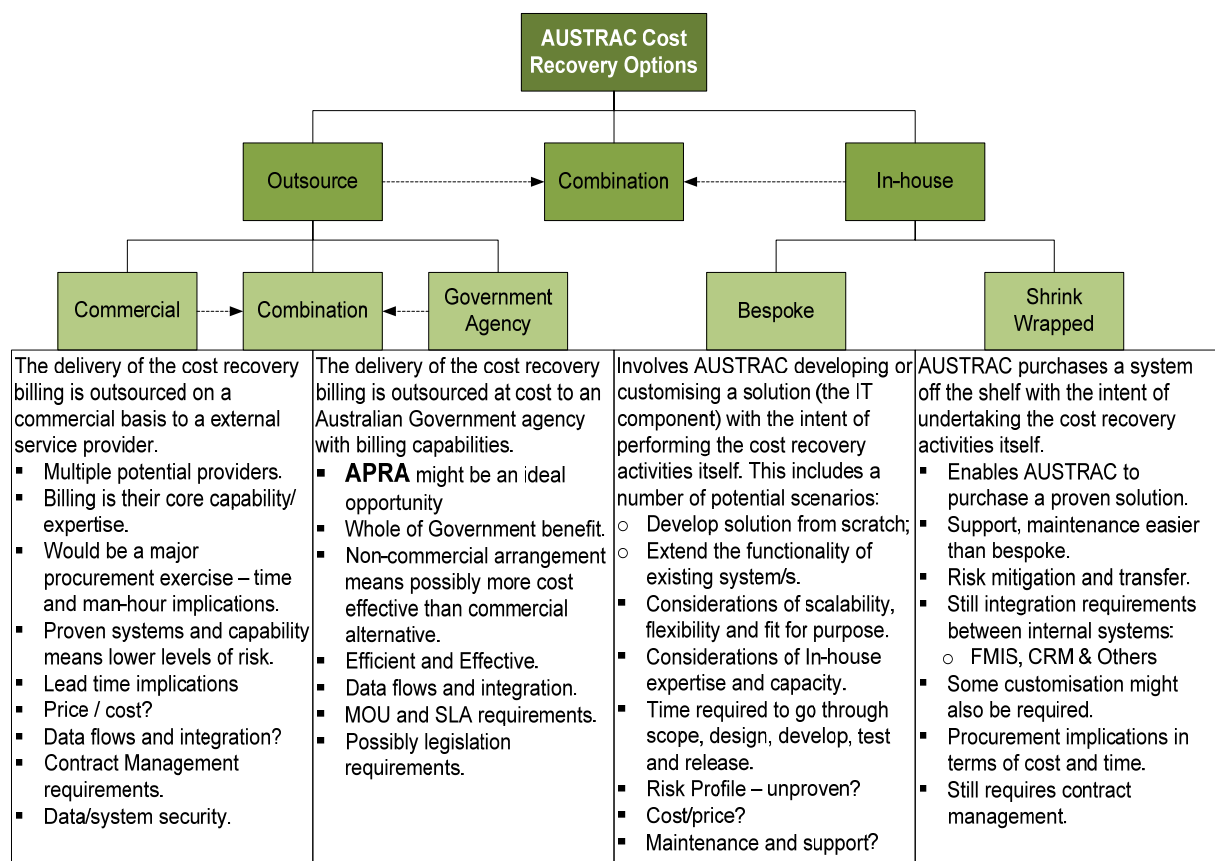 AUSTRAC Cost
Recovery Options
Outsource
Combination
In-house
Commercial
Combination
Government
Agency
Bespoke
Shrink
Wrapped
The delivery of the cost recovery
billing is outsourced on a
commercial basis to a external
service provider.
▪ Multiple potential providers.
▪ Billing is their core capability/
expertise.
▪ Would be a major
procurement exercise – time
and man-hour implications.
▪ Proven systems and capability
means lower levels of risk.
▪ Lead time implications
▪ Price / cost?
▪ Data flows and integration?
▪ Contract Management
requirements.
▪ Data/system security.
The delivery of the cost recovery
billing is outsourced at cost to an
Australian Government agency
with billing capabilities.
▪ APRA might be an ideal
opportunity
▪ Whole of Government benefit.
▪ Non-commercial arrangement
means possibly more cost
effective than commercial
alternative.
▪ Efficient and Effective.
▪ Data flows and integration.
▪ MOU and SLA requirements.
▪ Possibly legislation
requirements.
Involves AUSTRAC developing or
customising a solution (the IT
component) with the intent of
performing the cost recovery
activities itself. This includes a
number of potential scenarios:
○ Develop solution from scratch;
○ Extend the functionality of
existing system/s.
▪ Considerations of scalability,
flexibility and fit for purpose.
▪ Considerations of In-house
expertise and capacity.
▪ Time required to go through
scope, design, develop, test
and release.
▪ Risk Profile – unproven?
▪ Cost/price?
▪ Maintenance and support?
AUSTRAC purchases a system
off the shelf with the intent of
undertaking the cost recovery
activities itself.
▪ Enables AUSTRAC to
purchase a proven solution.
▪ Support, maintenance easier
than bespoke.
▪ Risk mitigation and transfer.
▪ Still integration requirements
between internal systems:
○ FMIS, CRM & Others
▪ Some customisation might
also be required.
▪ Procurement implications in
terms of cost and time.
▪ Still requires contract
management.